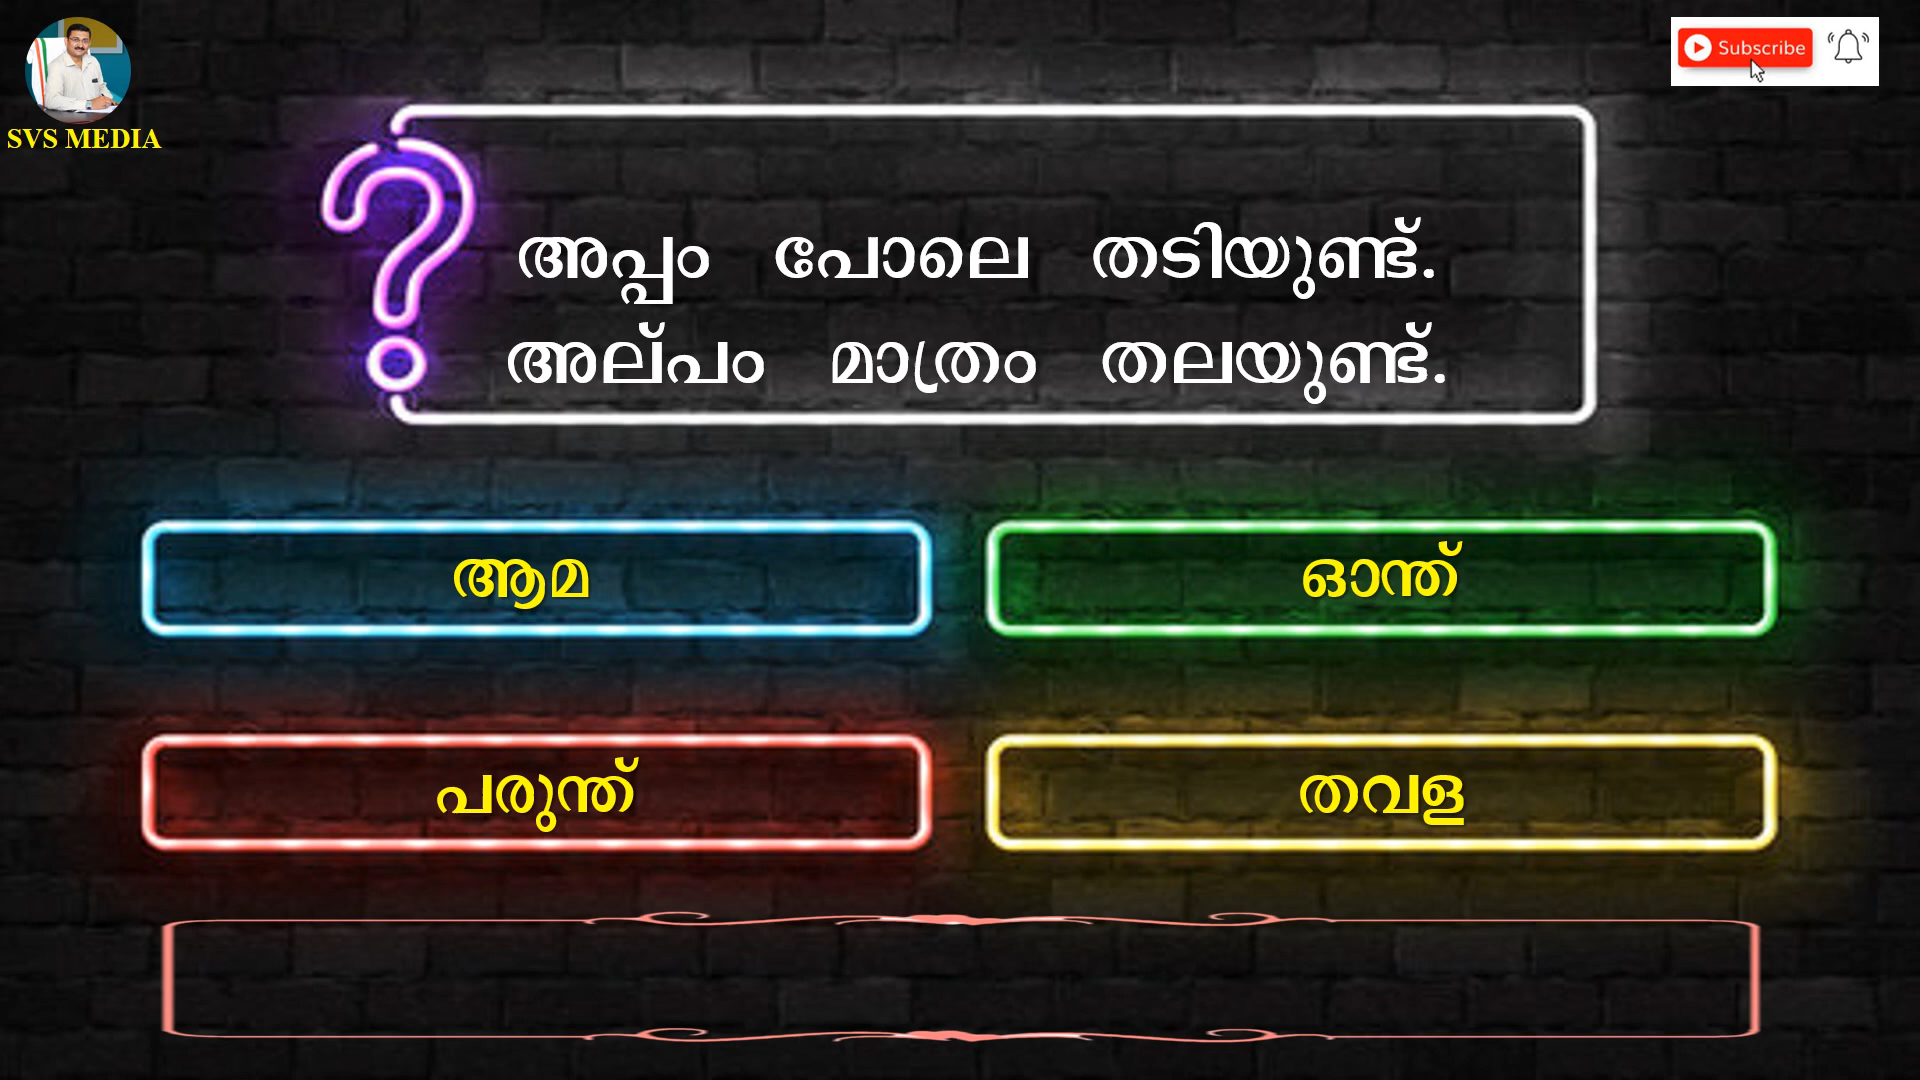 SVS MEDIA
Subscribe
അപ്പം പോലെ തടിയുണ്ട്.
അല്പം മാത്രം തലയുണ്ട്.
ആമ
ഓന്ത്
പരുന്ത്
തവള